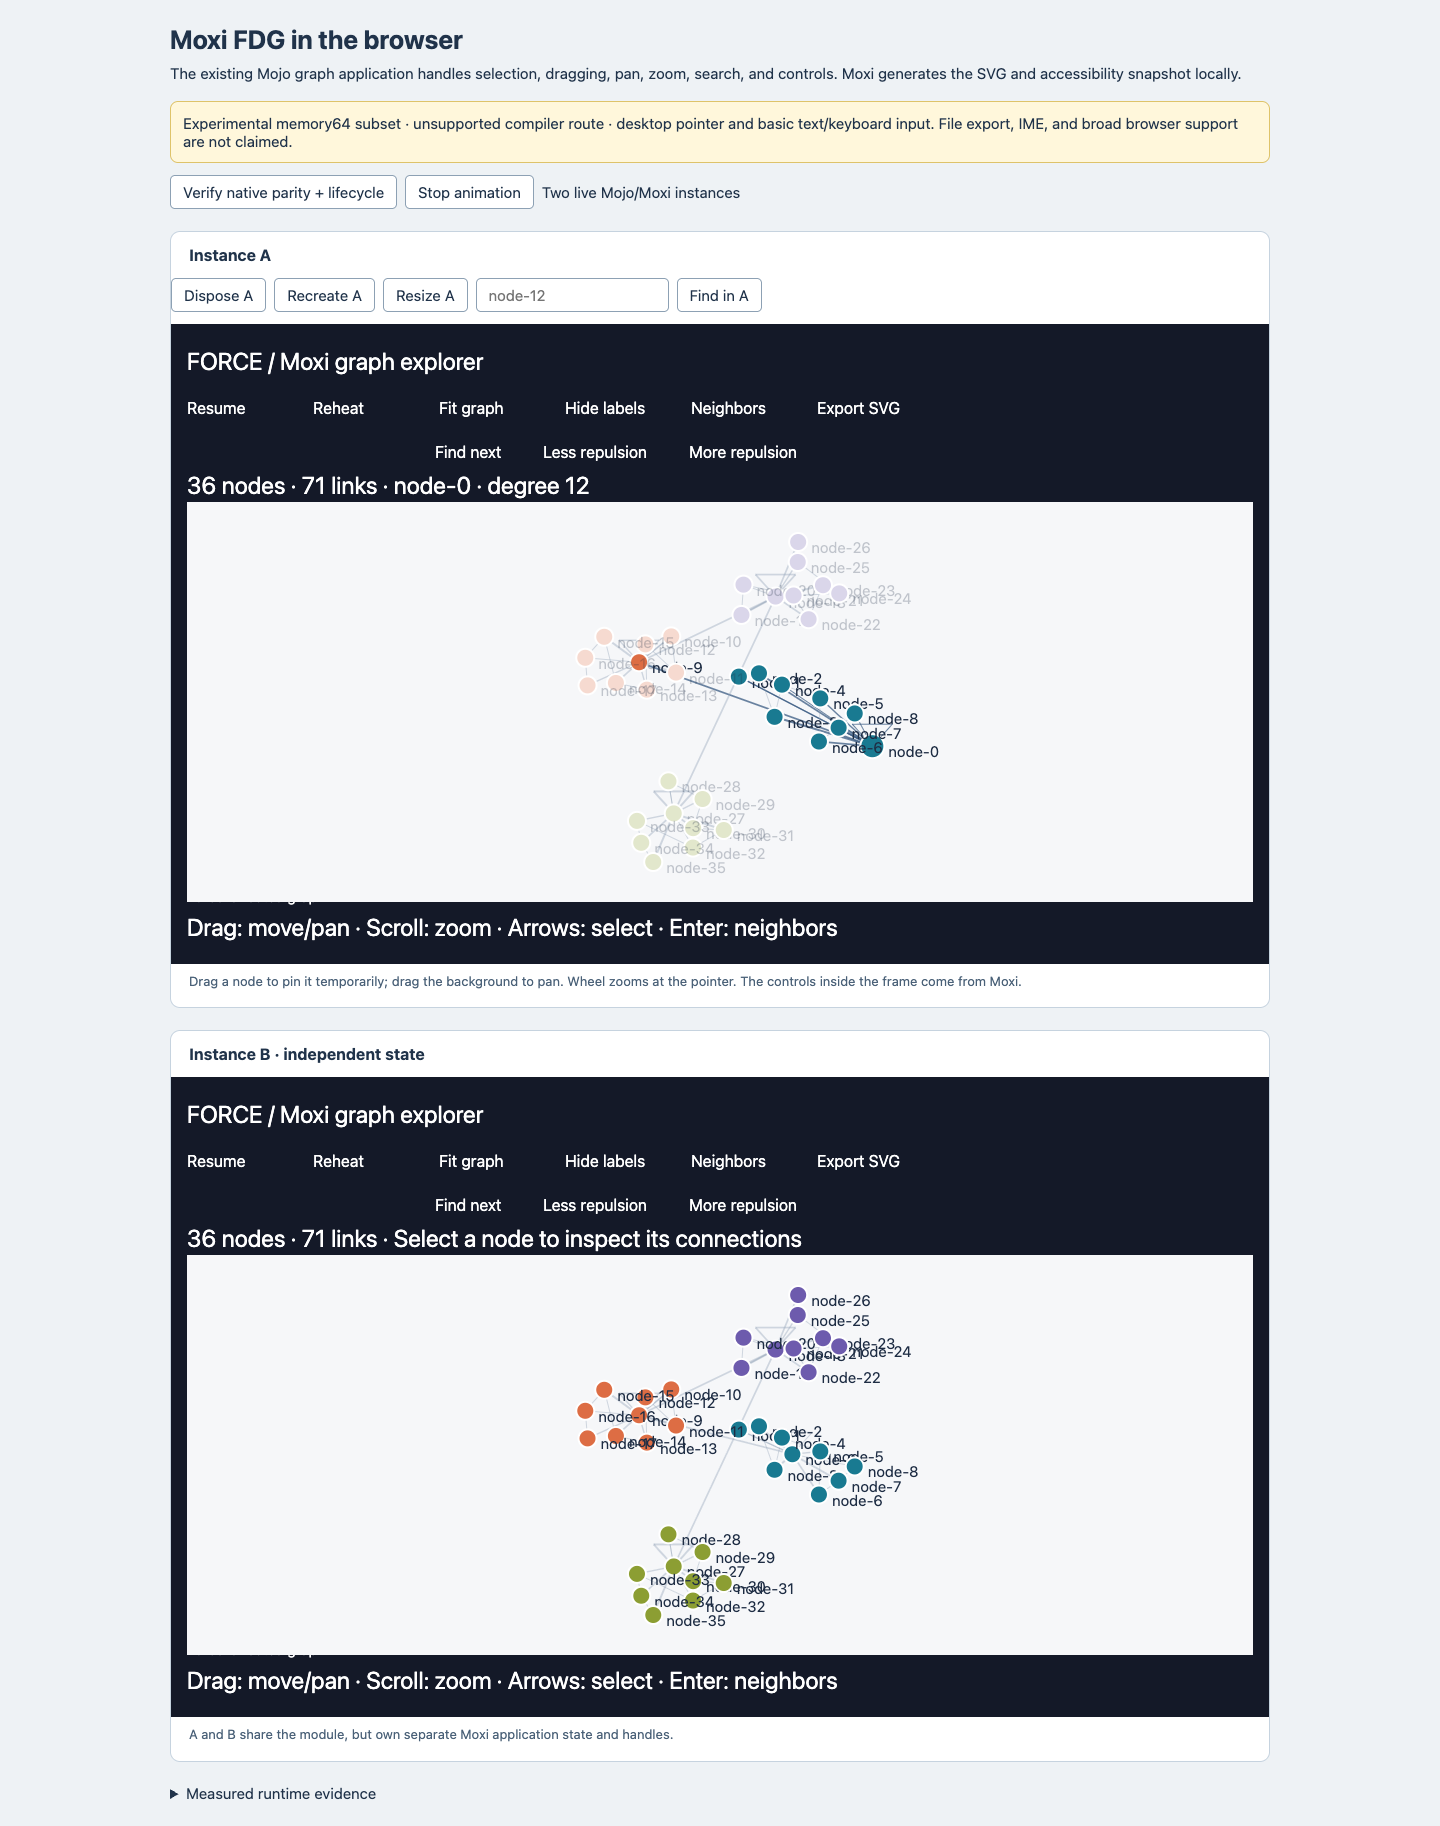 Moxi FDG in the browser
The existing Mojo graph application handles selection, dragging, pan, zoom, search, and controls. Moxi generates the SVG and accessibility snapshot locally.
Experimental memory64 subset · unsupported compiler route · desktop pointer and basic text/keyboard input. File export, IME, and broad browser support
are not claimed.
Verify native parity + lifecycle
Stop animation
Two live Mojo/Moxi instances
Instance A
Dispose A
Recreate A
Resize A
node-12
Find in A
FORCE / Moxi graph explorer
Resume
Reheat
Fit graph
Hide labels
Neighbors
Export SVG
Find next
Less repulsion
More repulsion
36 nodes · 71 links · node-0 · degree 12
node-26
node-25
node-23
node-24
node-22
node-10
node-15
node-12
node-9
node-14
node-13
node-2
node-4
node-5
node-8
node-7
node-6
node-0
node-28
node-29
node-27
node-33
node-30
node-31
node-34
node-32
node-35
Drag: move/pan · Scroll: zoom · Arrows: select · Enter: neighbors
Drag a node to pin it temporarily; drag the background to pan. Wheel zooms at the pointer. The controls inside the frame come from Moxi.
Instance B · independent state
FORCE / Moxi graph explorer
Resume
Reheat
Fit graph
Hide labels
Neighbors
Export SVG
Find next
Less repulsion
More repulsion
36 nodes · 71 links · Select a node to inspect its connections
node-26
node-25
node-20
node-23
node-24
node-22
node-10
node-15
node-12
node-16
node-9
node-11
node-14
node-13
node-2
node-4
node-5
node-8
node-7
node-6
node-28
node-29
node-27
node-33
node-30
node-31
node-34
node-32
node-35
Drag: move/pan · Scroll: zoom · Arrows: select · Enter: neighbors
A and B share the module, but own separate Moxi application state and handles.
Measured runtime evidence